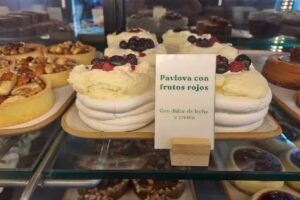 Pavlova con
frutos rojos
Con dulce de leche
y crema